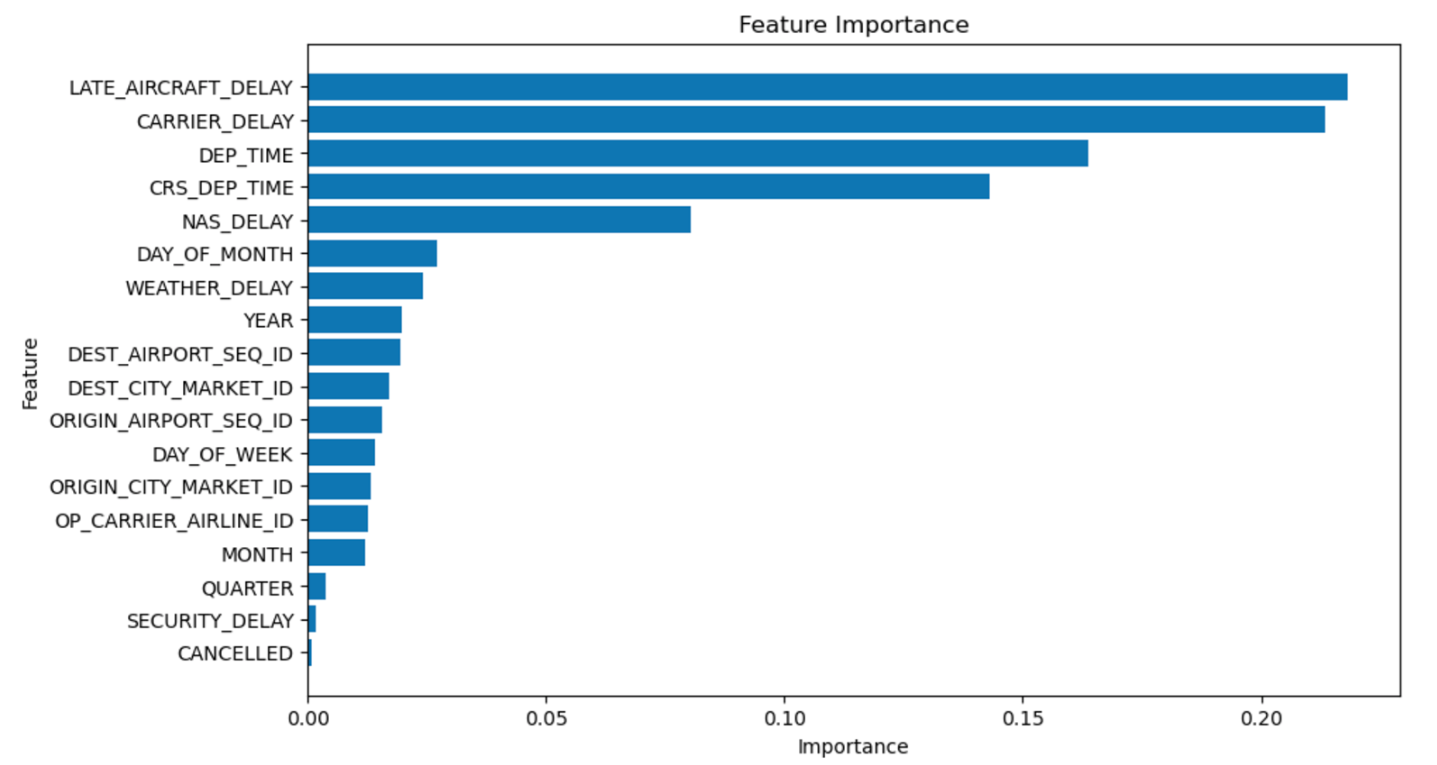 Feature Importance
LATE_AIRCRAFT_DELAY
CARRIER_DELAY
DEP_TIME
CRS_DEP_TIME
NAS_DELAY
DAY_OF_MONTH
WEATHER_DELAY
YEAR
DEST_AIRPORT_SEQ_ID
DEST_CITY_MARKET_ID
ORIGIN_AIRPORT_SEQ_ID
DAY_OF_WEEK
ORIGIN_CITY_MARKET_ID
OP_CARRIER_AIRLINE_ID
MONTH
QUARTER
SECURITY_DELAY
CANCELLED
Feature
0.00 0.05 0.10 0.15 0.20
Importance